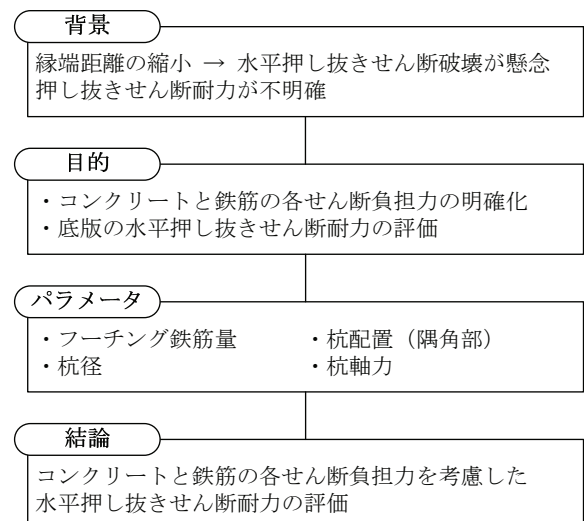 背景
縁端距離の縮小 → 水平押し抜きせん断破壊が懸念
押し抜きせん断耐力が不明確
目的
・コンクリートと鉄筋の各せん断負担力の明確化
・底版の水平押し抜きせん断耐力の評価
パラメータ
・フーチング鉄筋量 ・杭配置（隅角部）
・杭径 ・杭軸力
結論
コンクリートと鉄筋の各せん断負担力を考慮した
水平押し抜きせん断耐力の評価